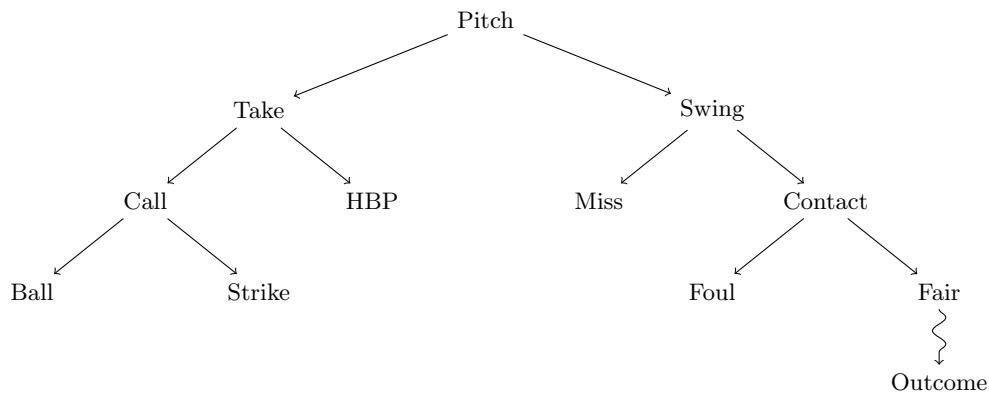 Pitch
Take
Swing
Call
HBP
Miss
Contact
Ball
Strike
Foul
Fair
Outcome